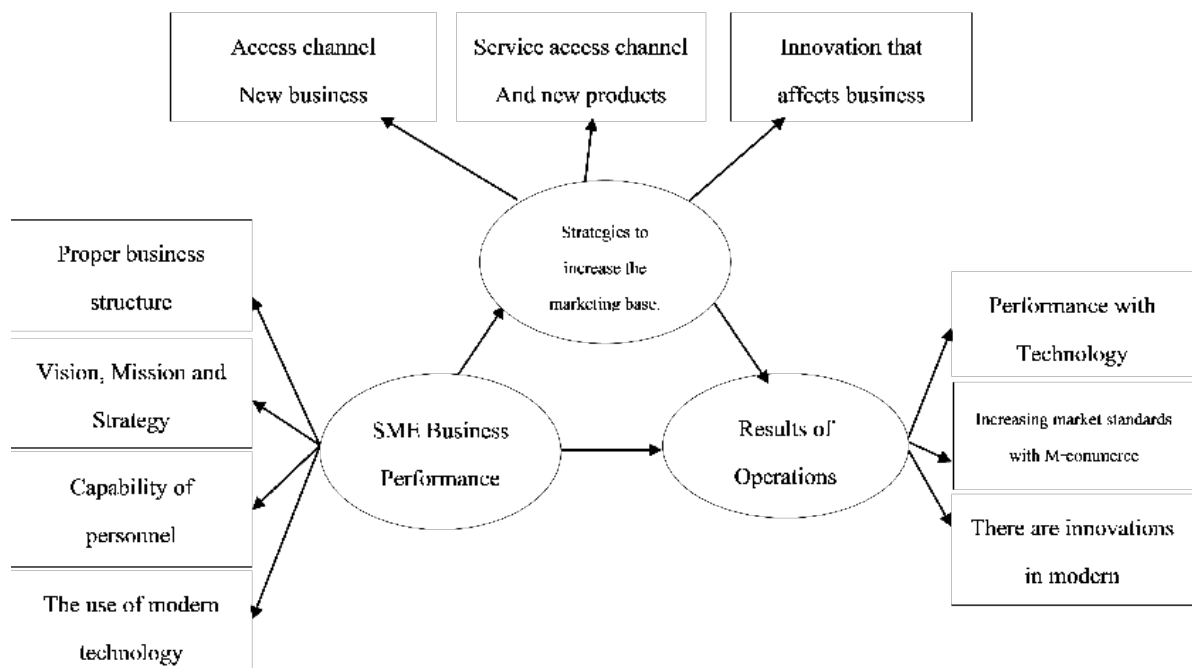 Access channel
New business
Service access channel
And new products
Innovation that
affects business
Strategies to
increase the
marketing base.
Proper business
structure
Vision, Mission and
Strategy
Capability of
personnel
The use of modern
technology
SME Business
Performance
Results of
Operations
Performance with
Technology
Increasing market standards
with M-commerce
There are innovations
in modern